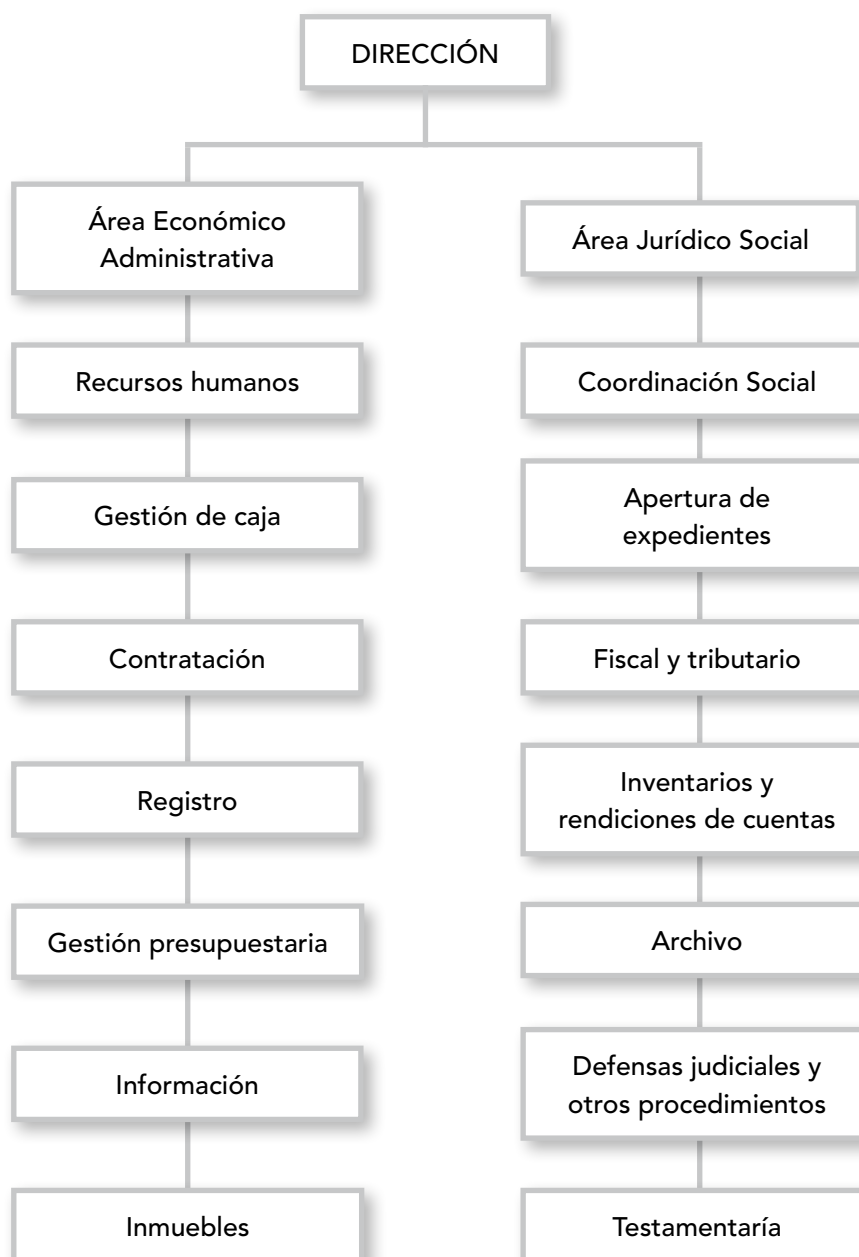 DIRECCIÓN
Área Económico
Administrativa
Recursos humanos
Gestión de caja
Contratación
Registro
Gestión presupuestaria
Información
Inmuebles
Área Jurídico Social
Coordinación Social
Apertura de
expedientes
Fiscal y tributario
Inventarios y
rendiciones de cuentas
Archivo
Defensas judiciales y
otros procedimientos
Testamentaría